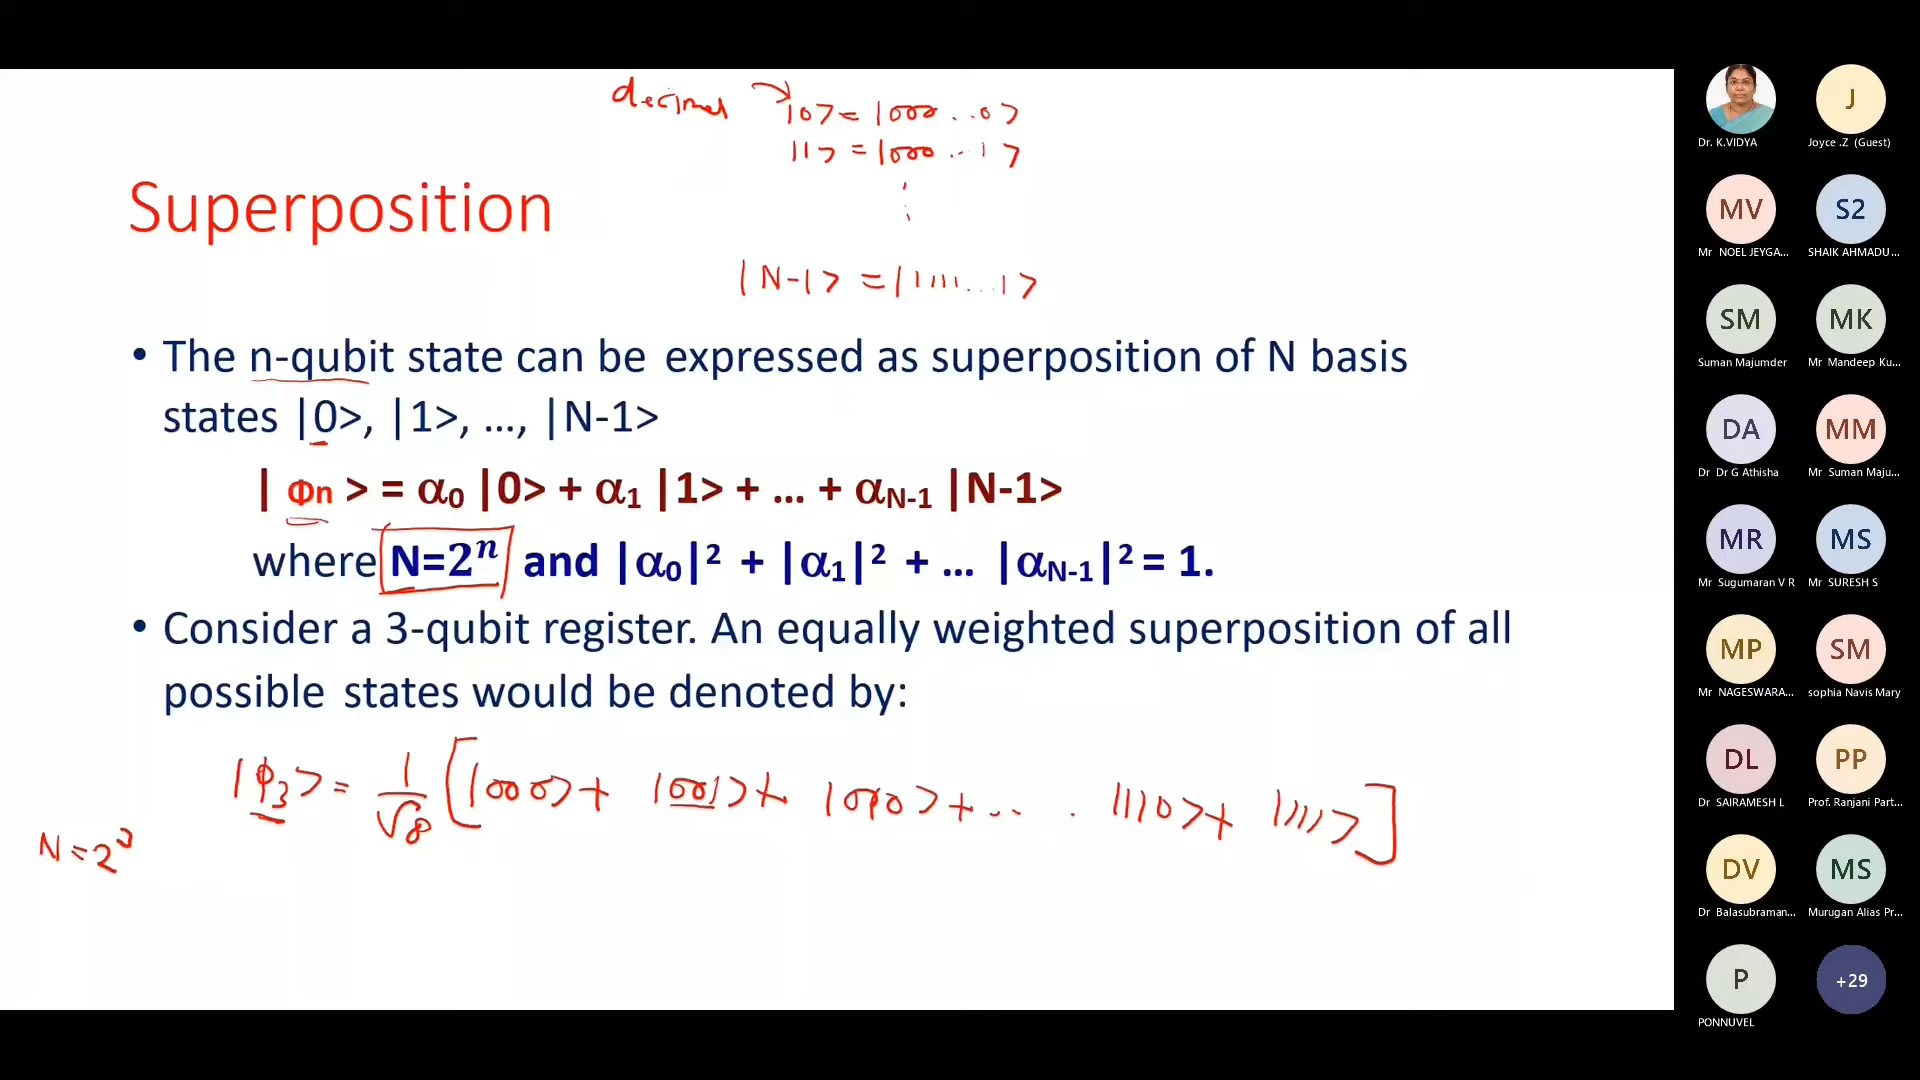 decimal |0> = |000..0>
|1> = |000..1>
Superposition
|N-1> = |1111...1>
• The n-qubit state can be expressed as superposition of N basis
states |0>, |1>, ..., |N-1>
| Φn > = α0 |0> + α1 |1> + ... + αN-1 |N-1>
where N=2ⁿ and |α0|² + |α1|² + ... |αN-1|² = 1.
• Consider a 3-qubit register. An equally weighted superposition of all
possible states would be denoted by:
|φ3> = 1/√8 [|000> + |001> + |010> + ... . |110> + |111>]
N=2³
Dr. K.VIDYA
J
Joyce .Z (Guest)
MV
Mr NOEL JEYGA...
S2
SHAIK AHMADU...
SM
Suman Majumder
MK
Mr Mandeep Ku...
DA
Dr Dr G Athisha
MM
Mr Suman Maju...
MR
Mr Sugumaran V R
MS
Mr SURESH S
MP
Mr NAGESWARA...
SM
sophia Navis Mary
DL
Dr SAIRAMESH L
PP
Prof. Ranjani Part...
DV
Dr Balasubraman...
MS
Murugan Alias Pr...
P
PONNUVEL
+29